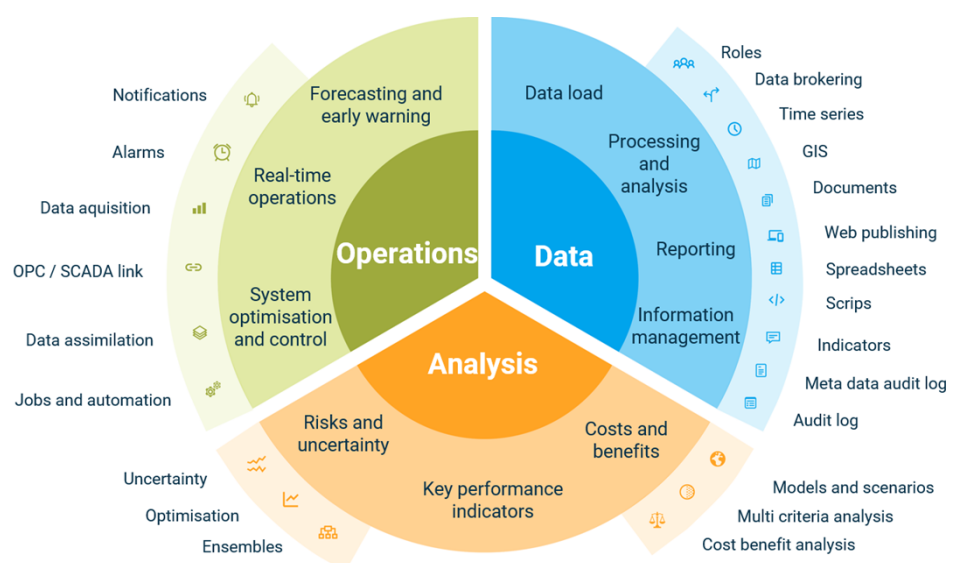 Notifications
Alarms
Data aquisition
OPC / SCADA link
Data assimilation
Jobs and automation
Forecasting and
early warning
Real-time
operations
System
optimisation
and control
Operations
Data
Data load
Processing
and
analysis
Reporting
Information
management
Roles
Data brokering
Time series
GIS
Documents
Web publishing
Spreadsheets
Scrips
Indicators
Meta data audit log
Audit log
Analysis
Risks and
uncertainty
Key performance
indicators
Costs and
benefits
Uncertainty
Optimisation
Ensembles
Models and scenarios
Multi criteria analysis
Cost benefit analysis